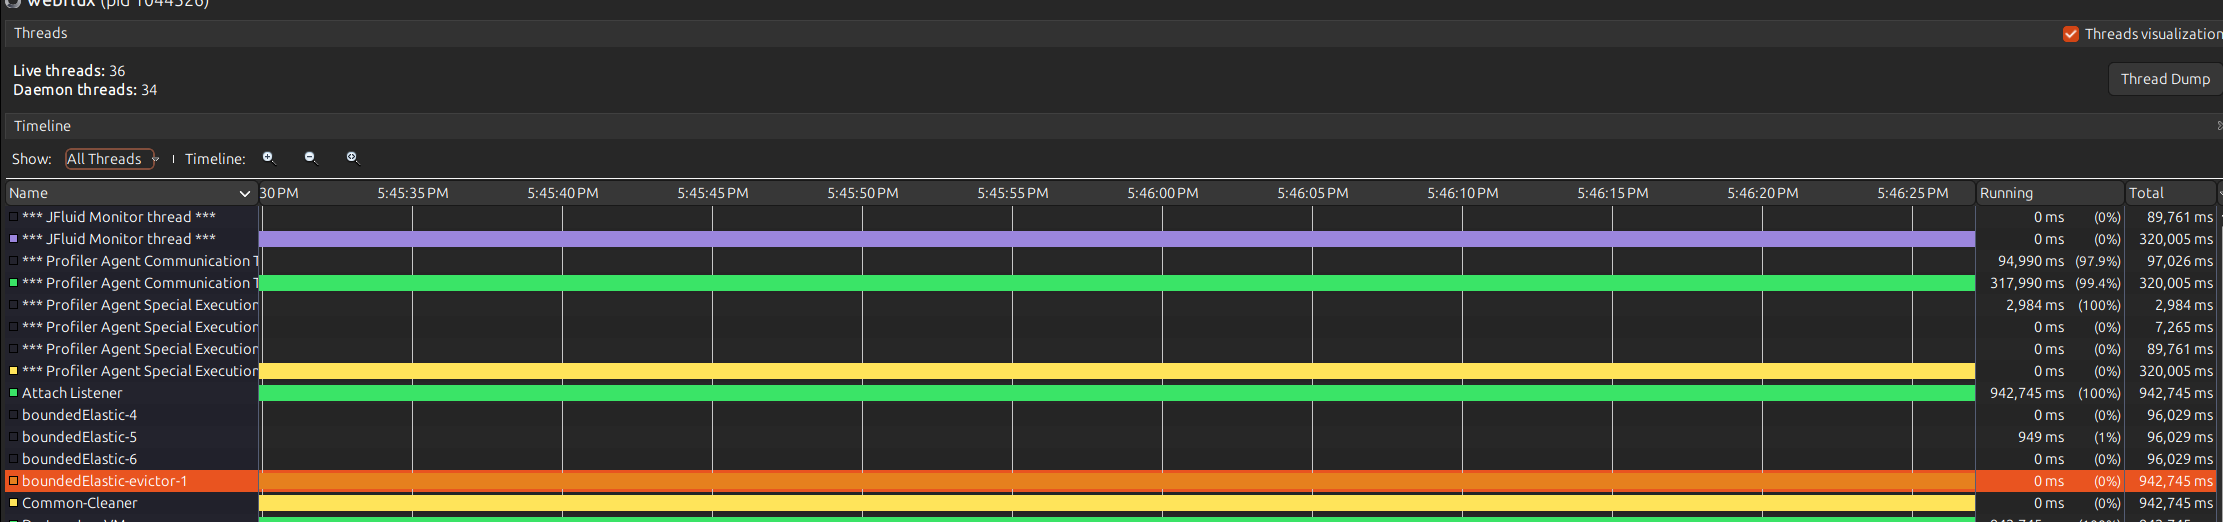 webflux (pid 1044326)
Threads
Threads visualization
Live threads: 36
Daemon threads: 34
Thread Dump
Timeline
Show: All Threads Timeline:
Name 30 PM 5:45:35 PM 5:45:40 PM 5:45:45 PM 5:45:50 PM 5:45:55 PM 5:46:00 PM 5:46:05 PM 5:46:10 PM 5:46:15 PM 5:46:20 PM 5:46:25 PM Running Total
*** JFluid Monitor thread *** 0 ms (0%) 89,761 ms
*** JFluid Monitor thread *** 0 ms (0%) 320,005 ms
*** Profiler Agent Communication T 94,990 ms (97.9%) 97,026 ms
*** Profiler Agent Communication T 317,990 ms (99.4%) 320,005 ms
*** Profiler Agent Special Execution 2,984 ms (100%) 2,984 ms
*** Profiler Agent Special Execution 0 ms (0%) 7,265 ms
*** Profiler Agent Special Execution 0 ms (0%) 89,761 ms
*** Profiler Agent Special Execution 0 ms (0%) 320,005 ms
Attach Listener 942,745 ms (100%) 942,745 ms
boundedElastic-4 0 ms (0%) 96,029 ms
boundedElastic-5 949 ms (1%) 96,029 ms
boundedElastic-6 0 ms (0%) 96,029 ms
boundedElastic-evictor-1 0 ms (0%) 942,745 ms
Common-Cleaner 0 ms (0%) 942,745 ms